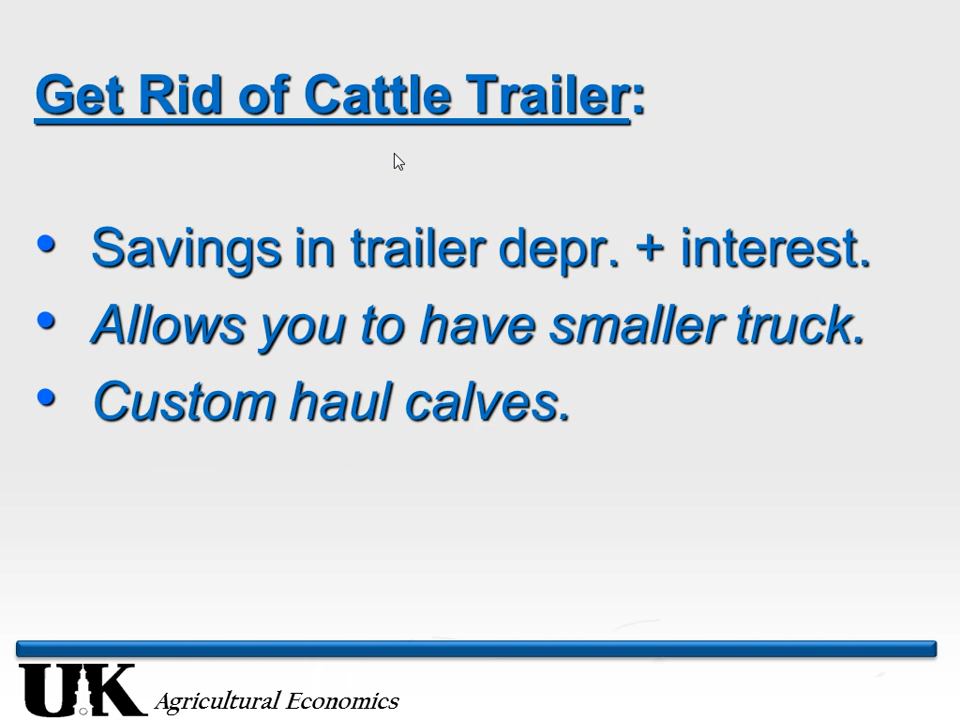 Get Rid of Cattle Trailer:
• Savings in trailer depr. + interest.
• Allows you to have smaller truck.
• Custom haul calves.
UK Agricultural Economics